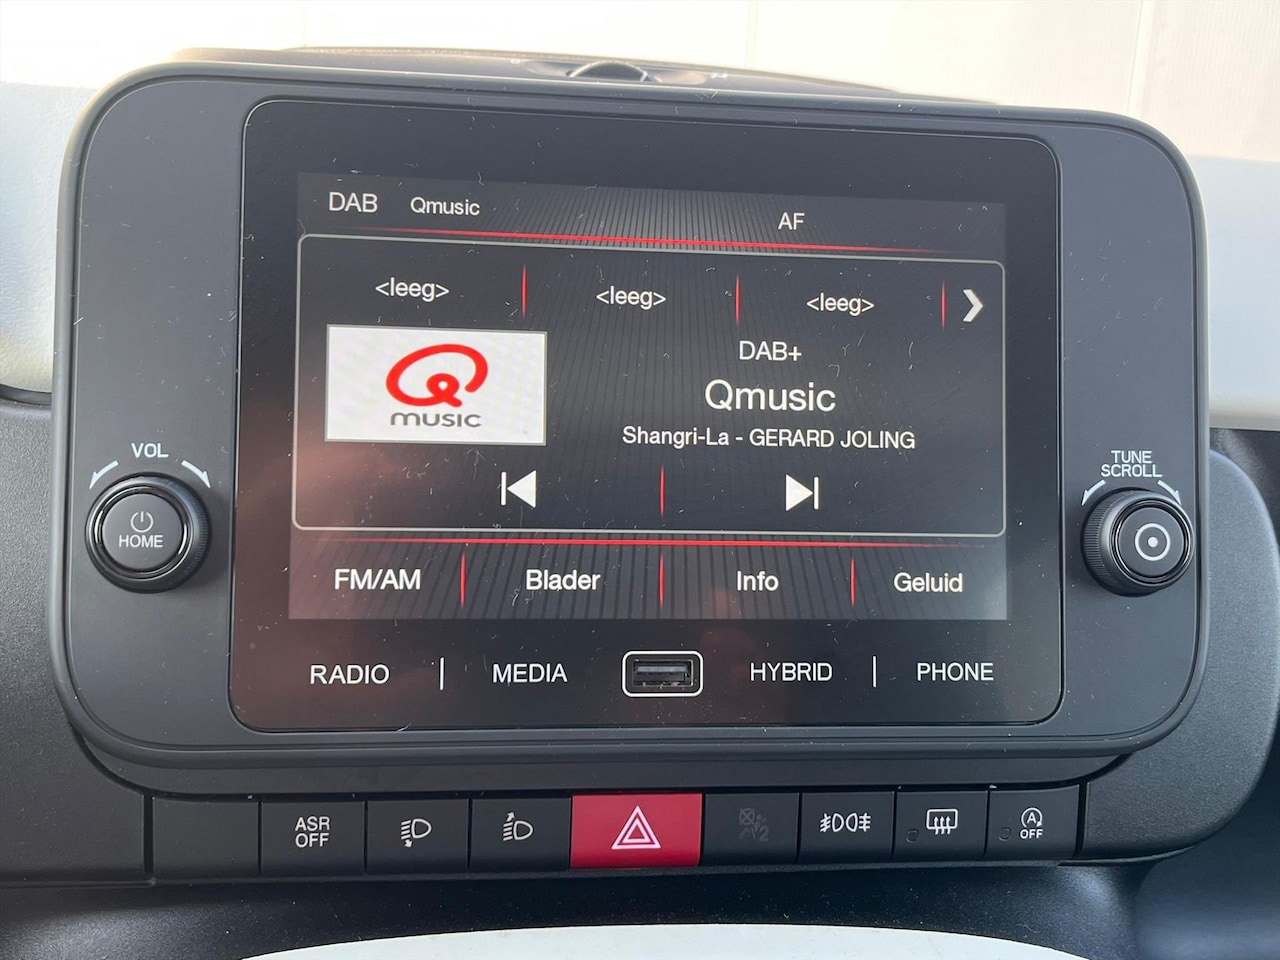 DAB Qmusic AF
<leeg> <leeg> <leeg>
DAB+
Qmusic
Shangri-La - GERARD JOLING
Q
MUSIC
FM/AM Blader Info Geluid
VOL
HOME
TUNE
SCROLL
RADIO | MEDIA HYBRID | PHONE
ASR
OFF
2
A
OFF